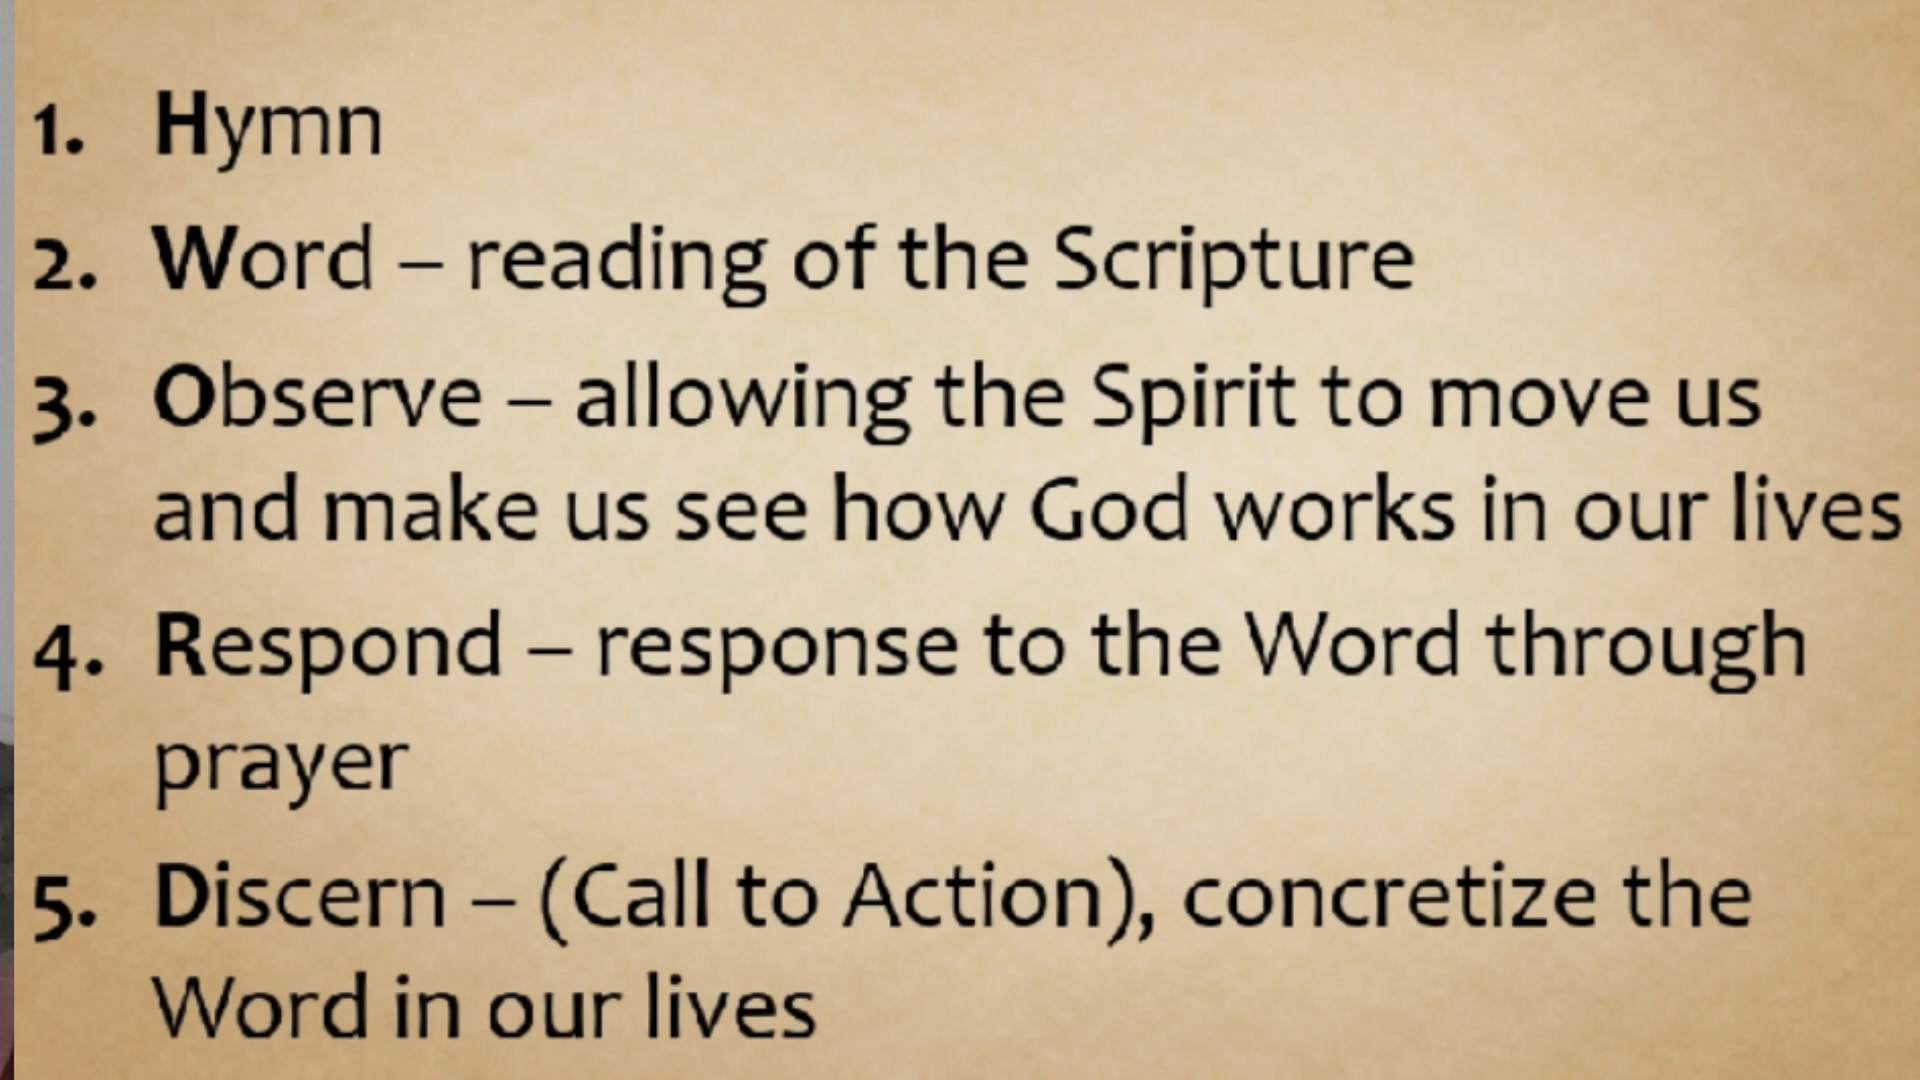 1. Hymn
2. Word – reading of the Scripture
3. Observe – allowing the Spirit to move us
and make us see how God works in our lives
4. Respond – response to the Word through
prayer
5. Discern – (Call to Action), concretize the
Word in our lives